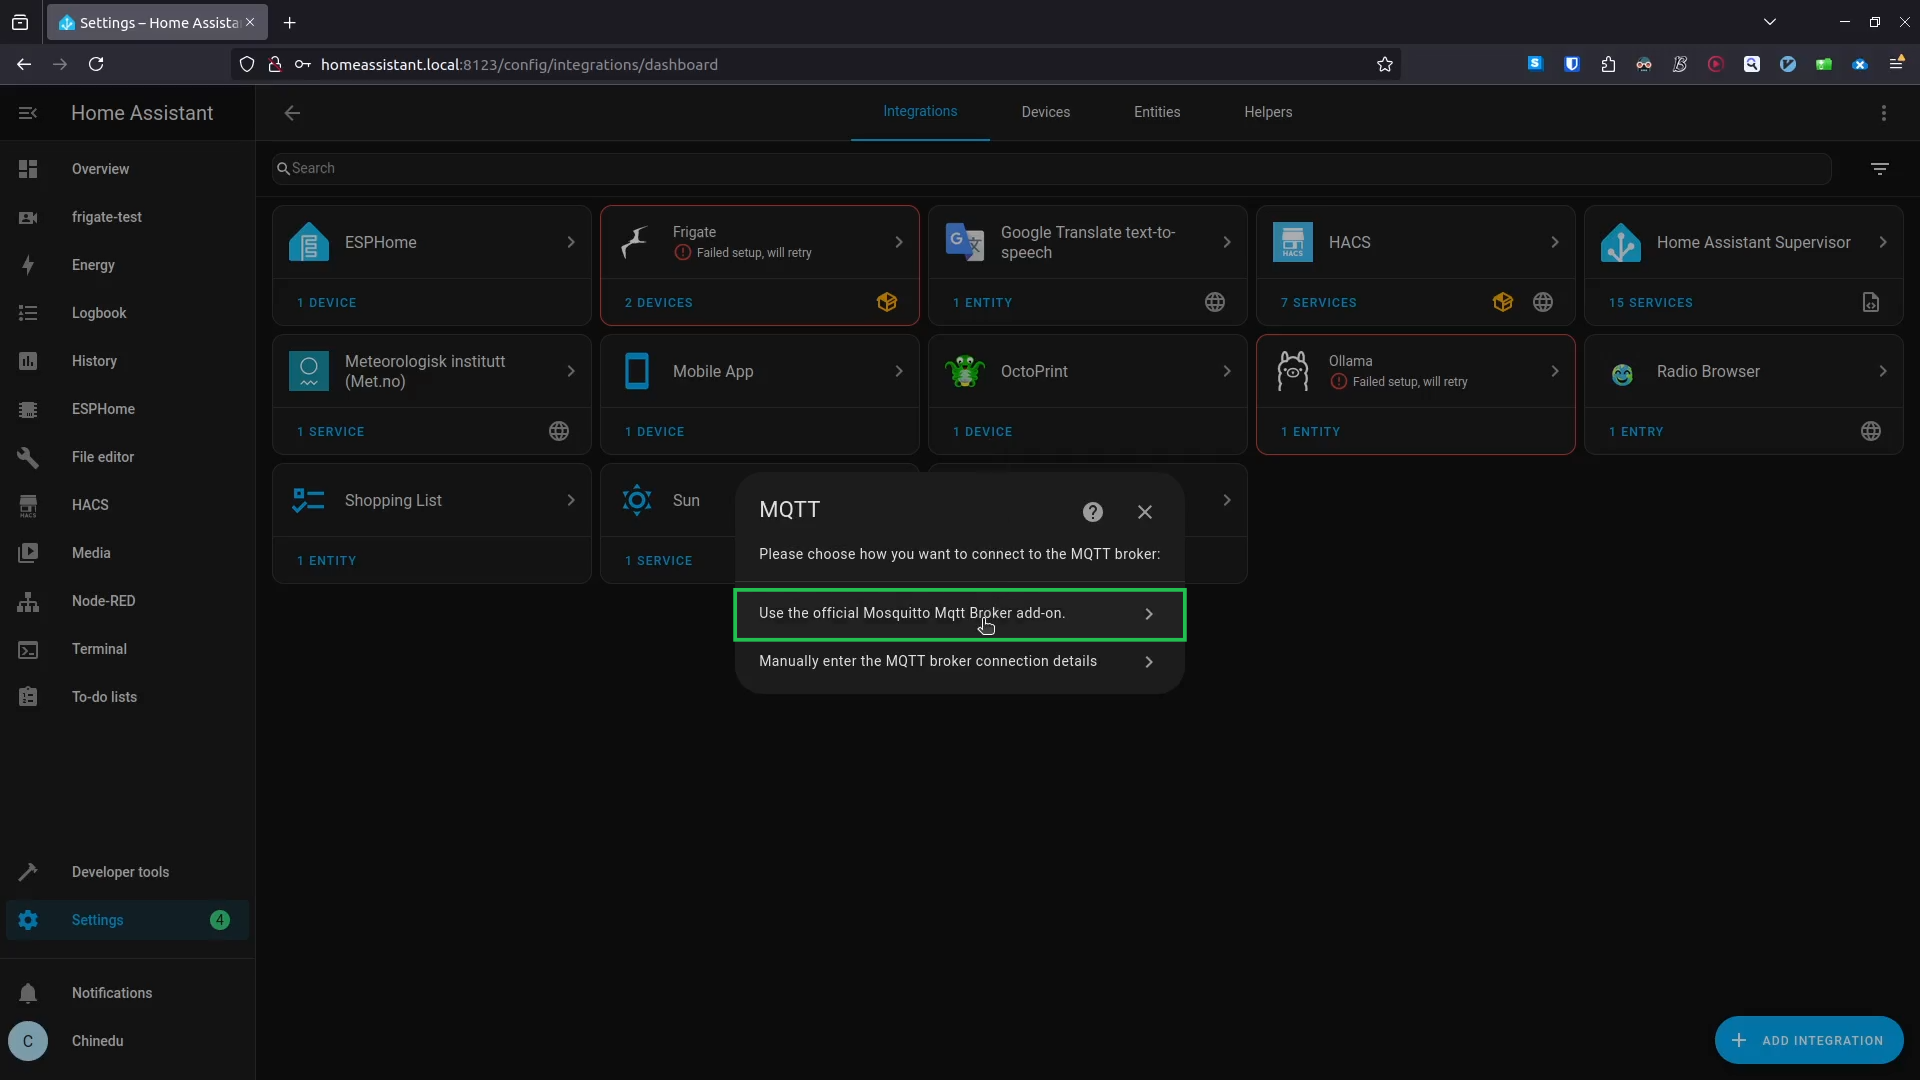 Settings – Home Assista
homeassistant.local:8123/config/integrations/dashboard
Home Assistant
Integrations
Devices
Entities
Helpers
Search
Overview
frigate-test
Energy
Logbook
History
ESPHome
File editor
HACS
Media
Node-RED
Terminal
To-do lists
Developer tools
Settings
4
Notifications
C
Chinedu
ESPHome
1 DEVICE
Frigate
Failed setup, will retry
2 DEVICES
Google Translate text-to-
speech
1 ENTITY
HACS
HACS
7 SERVICES
Home Assistant Supervisor
15 SERVICES
Meteorologisk institutt
(Met.no)
1 SERVICE
Mobile App
1 DEVICE
OctoPrint
1 DEVICE
Ollama
Failed setup, will retry
1 ENTITY
Radio Browser
1 ENTRY
Shopping List
1 ENTITY
Sun
1 SERVICE
MQTT
Please choose how you want to connect to the MQTT broker:
Use the official Mosquitto Mqtt Broker add-on.
Manually enter the MQTT broker connection details
ADD INTEGRATION